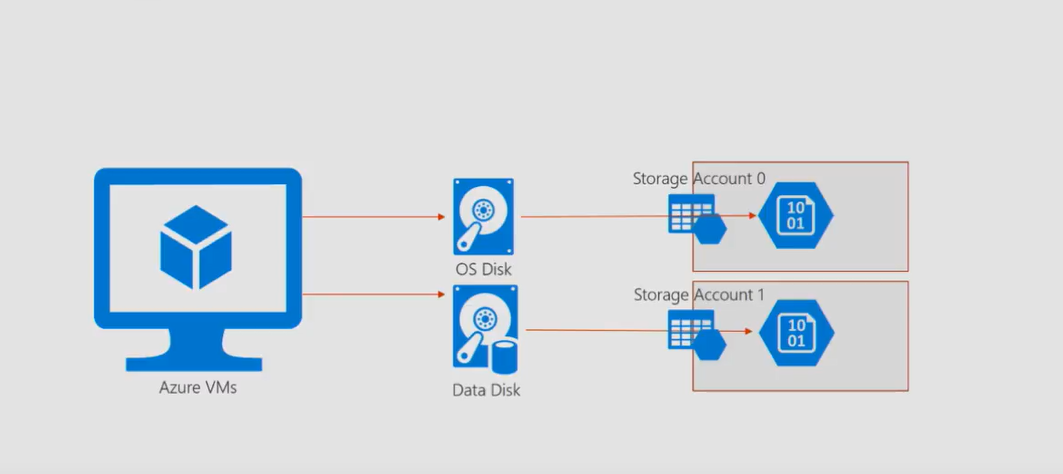 Storage Account 0
10
01
OS Disk
Storage Account 1
10
01
Azure VMs
Data Disk